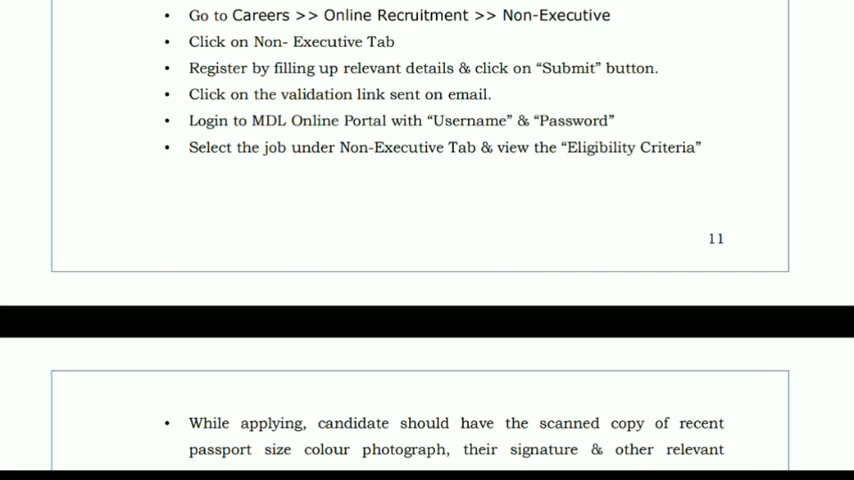 • Go to Careers >> Online Recruitment >> Non-Executive
• Click on Non- Executive Tab
• Register by filling up relevant details & click on “Submit” button.
• Click on the validation link sent on email.
• Login to MDL Online Portal with “Username” & “Password”
• Select the job under Non-Executive Tab & view the “Eligibility Criteria”
11
• While applying, candidate should have the scanned copy of recent
passport size colour photograph, their signature & other relevant